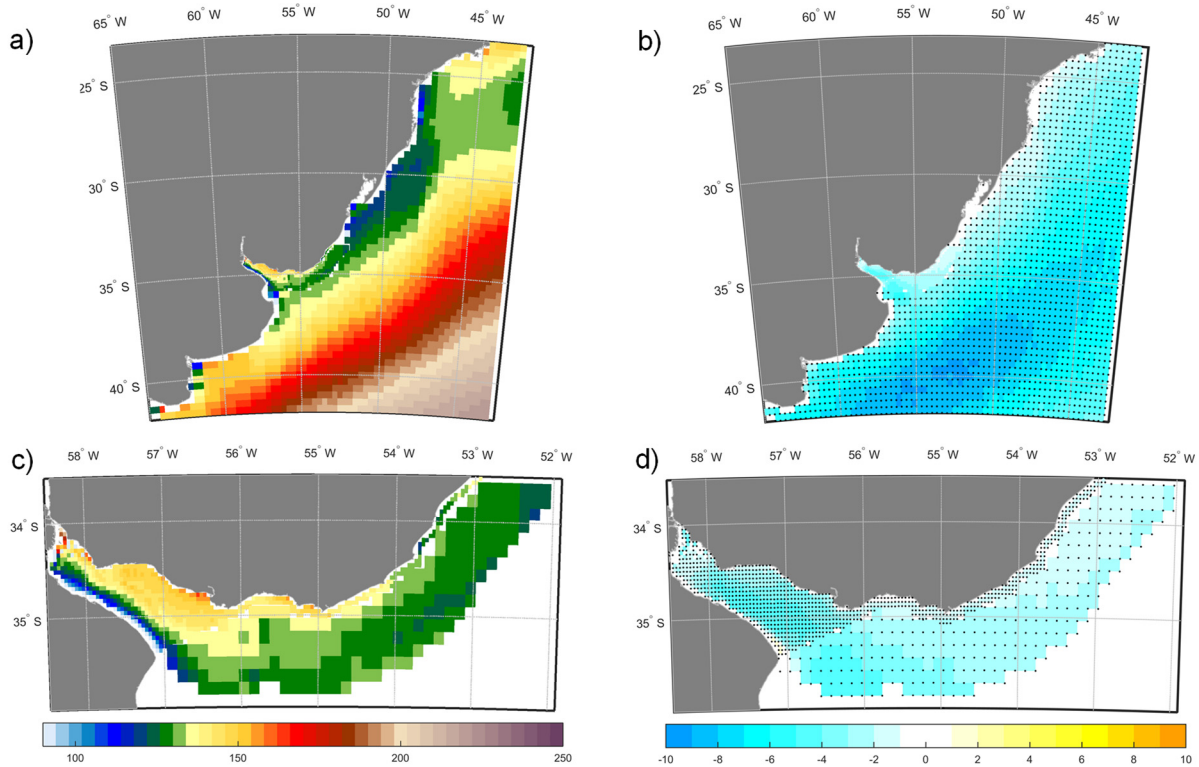 a)
65° W
60° W
55° W
50° W
45° W
25° S
30° S
35° S
40° S
b)
65° W
60° W
55° W
50° W
45° W
25° S
30° S
35° S
40° S
c)
58° W
57° W
56° W
55° W
54° W
53° W
52° W
34° S
35° S
100
150
200
250
d)
58° W
57° W
56° W
55° W
54° W
53° W
52° W
34° S
35° S
-10
-8
-6
-4
-2
0
2
4
6
8
10